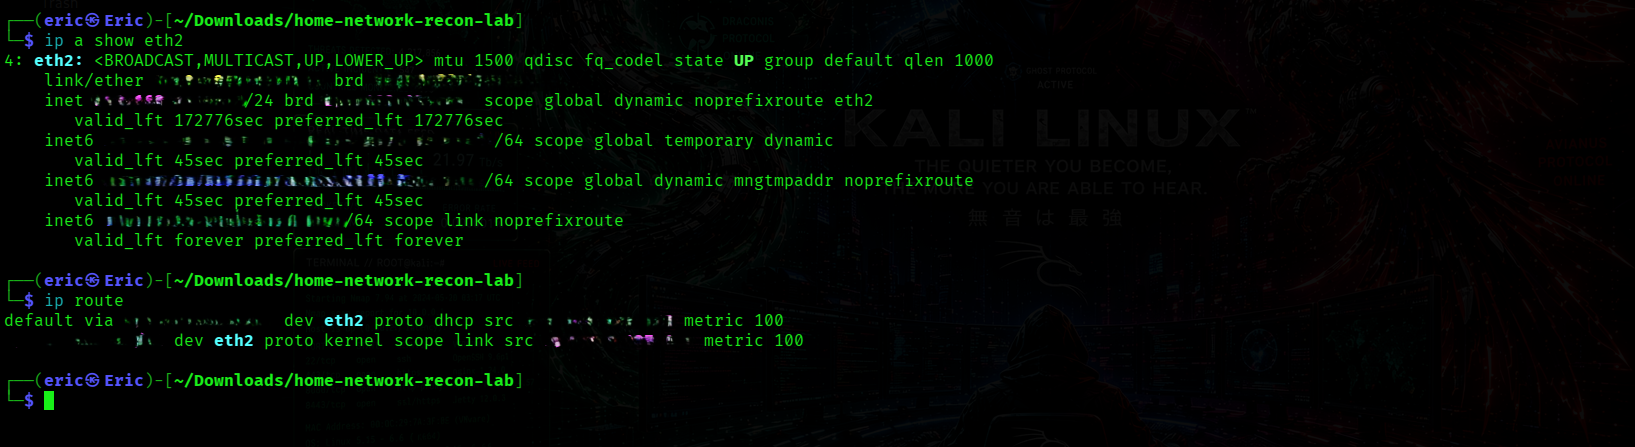 ┌──(eric㉿Eric)-[~/Downloads/home-network-recon-lab]
└─$ ip a show eth2
4: eth2: <BROADCAST,MULTICAST,UP,LOWER_UP> mtu 1500 qdisc fq_codel state UP group default qlen 1000
link/ether brd
inet /24 brd scope global dynamic noprefixroute eth2
valid_lft 172776sec preferred_lft 172776sec
inet6 /64 scope global temporary dynamic
valid_lft 45sec preferred_lft 45sec
inet6 /64 scope global dynamic mngtmpaddr noprefixroute
valid_lft 45sec preferred_lft 45sec
inet6 /64 scope link noprefixroute
valid_lft forever preferred_lft forever
┌──(eric㉿Eric)-[~/Downloads/home-network-recon-lab]
└─$ ip route
default via dev eth2 proto dhcp src metric 100
dev eth2 proto kernel scope link src metric 100
┌──(eric㉿Eric)-[~/Downloads/home-network-recon-lab]
└─$
KALI LINUX
THE QUIETER YOU BECOME,
YOU ARE ABLE TO HEAR.
無音は最強